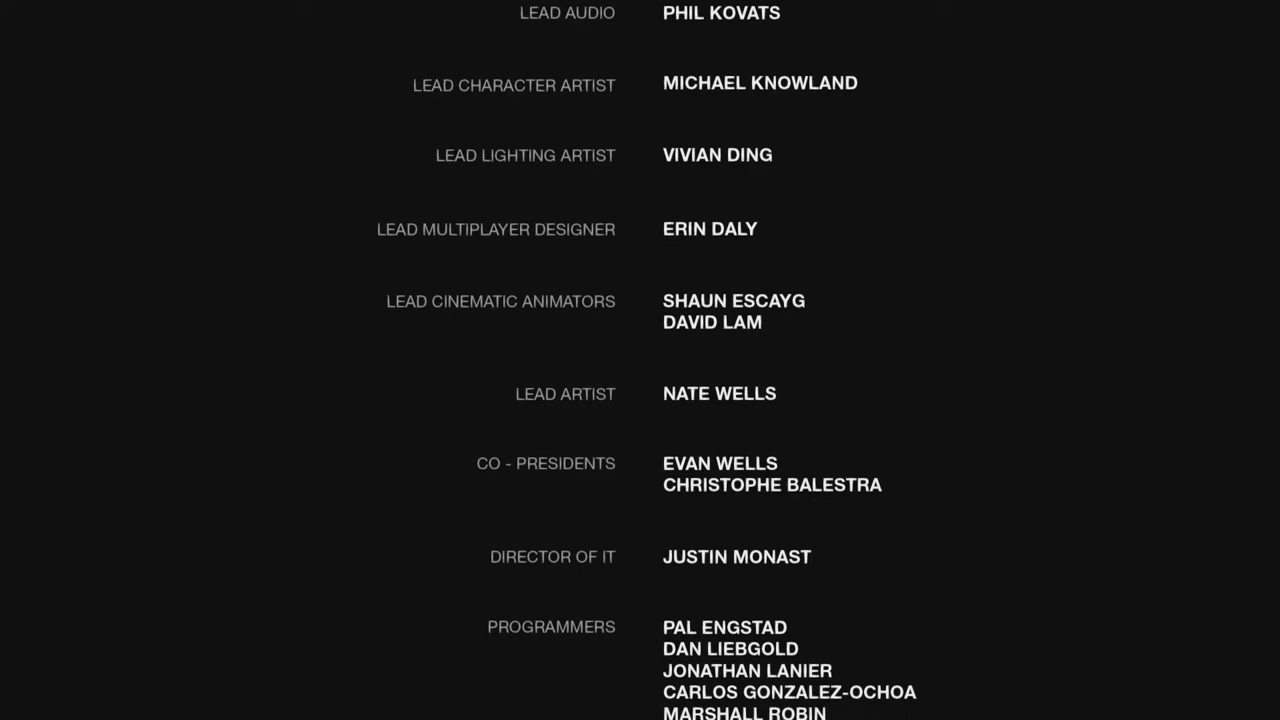 LEAD AUDIO PHIL KOVATS
LEAD CHARACTER ARTIST MICHAEL KNOWLAND
LEAD LIGHTING ARTIST VIVIAN DING
LEAD MULTIPLAYER DESIGNER ERIN DALY
LEAD CINEMATIC ANIMATORS SHAUN ESCAYG
DAVID LAM
LEAD ARTIST NATE WELLS
CO - PRESIDENTS EVAN WELLS
CHRISTOPHE BALESTRA
DIRECTOR OF IT JUSTIN MONAST
PROGRAMMERS PAL ENGSTAD
DAN LIEBGOLD
JONATHAN LANIER
CARLOS GONZALEZ-OCHOA
MARSHALL ROBIN